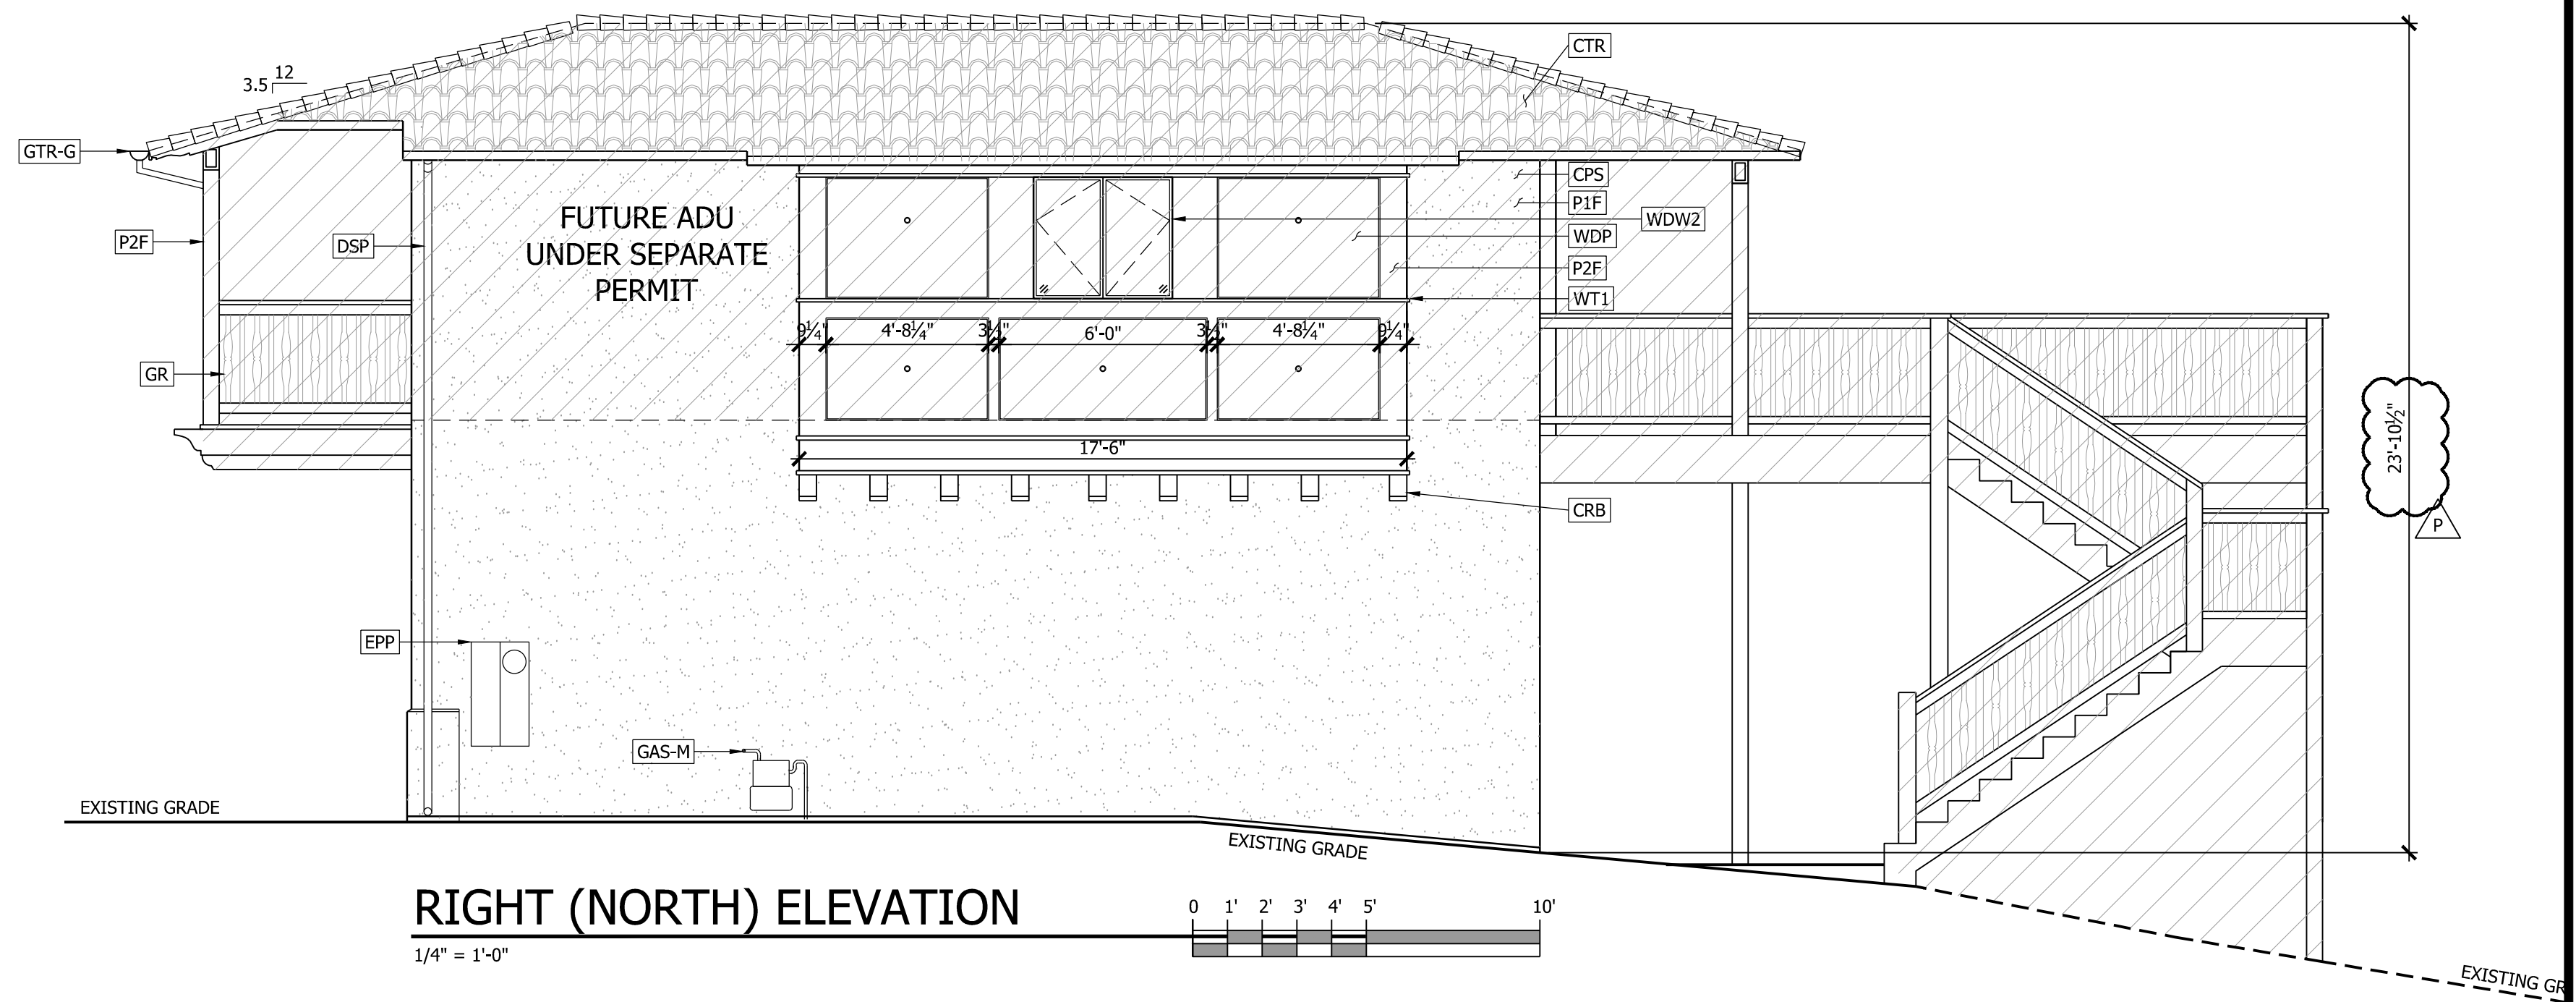 CTR
12
3.5
GTR-G
CPS
P1F
WDW2
FUTURE ADU
UNDER SEPARATE
PERMIT
P2F
DSP
WDP
P2F
WT1
9¼" 4'-8¼" 3½" 6'-0" 3½" 4'-8¼" 9¼"
GR
23'-10½"
17'-6"
CRB
P
EPP
GAS-M
EXISTING GRADE
EXISTING GRADE
RIGHT (NORTH) ELEVATION
0 1' 2' 3' 4' 5' 10'
1/4" = 1'-0"
EXISTING GR